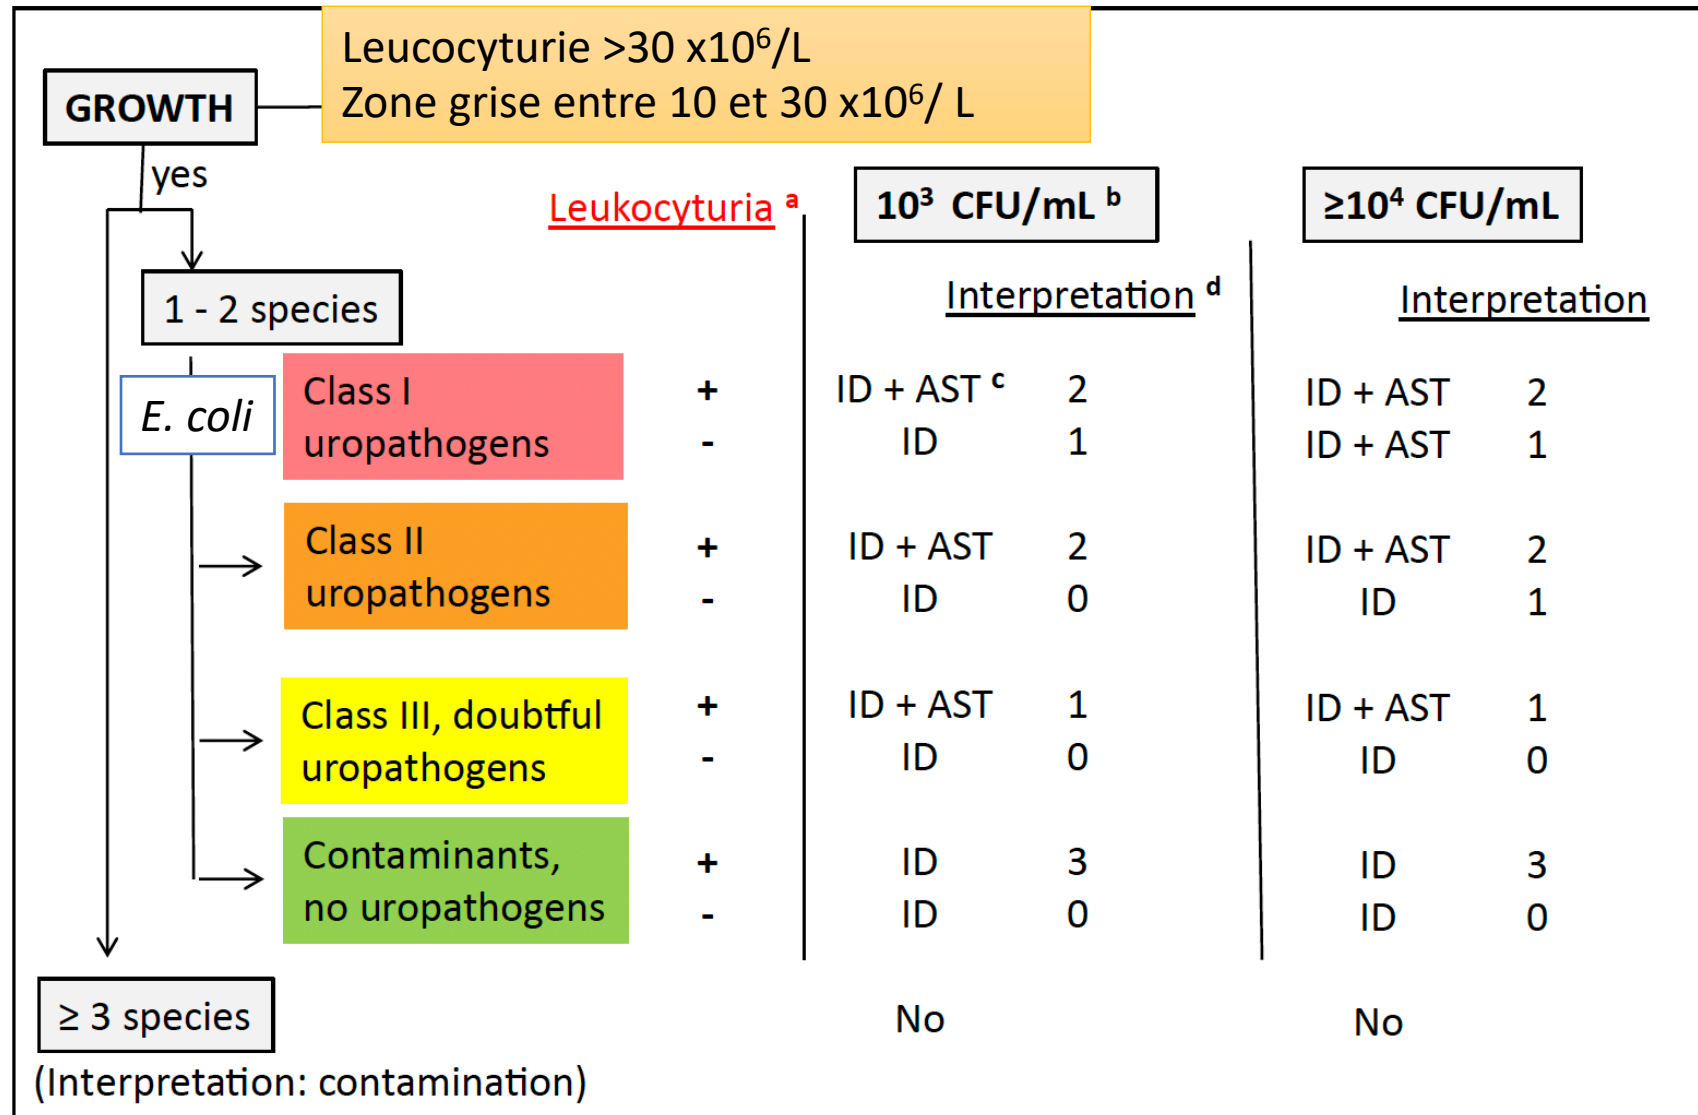 Leucocyturie >30 x10⁶/L
Zone grise entre 10 et 30 x10⁶/ L
GROWTH
yes
Leukocyturia ᵃ
10³ CFU/mL ᵇ
≥10⁴ CFU/mL
1 - 2 species
Interpretation ᵈ
Interpretation
E. coli
Class I
uropathogens
+ ID + AST ᶜ 2 ID + AST 2
- ID 1 ID + AST 1
Class II
uropathogens
+ ID + AST 2 ID + AST 2
- ID 0 ID 1
Class III, doubtful
uropathogens
+ ID + AST 1 ID + AST 1
- ID 0 ID 0
Contaminants,
no uropathogens
+ ID 3 ID 3
- ID 0 ID 0
≥ 3 species No No
(Interpretation: contamination)